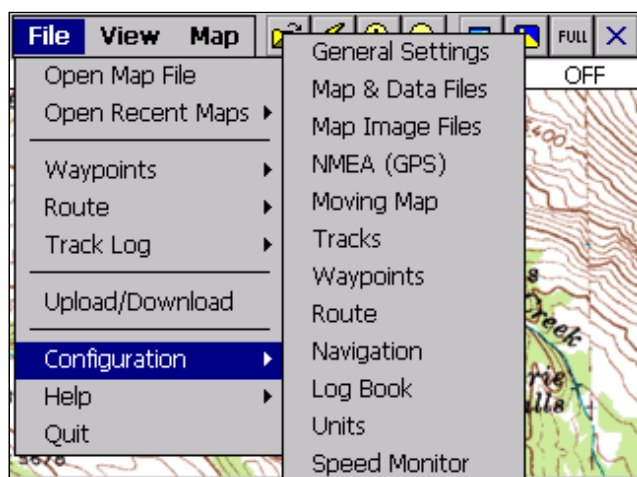 File View Map FULL
OFF
Open Map File
Open Recent Maps
Waypoints
Route
Track Log
Upload/Download
Configuration
Help
Quit
General Settings
Map & Data Files
Map Image Files
NMEA (GPS)
Moving Map
Tracks
Waypoints
Route
Navigation
Log Book
Units
Speed Monitor
Creek
5678